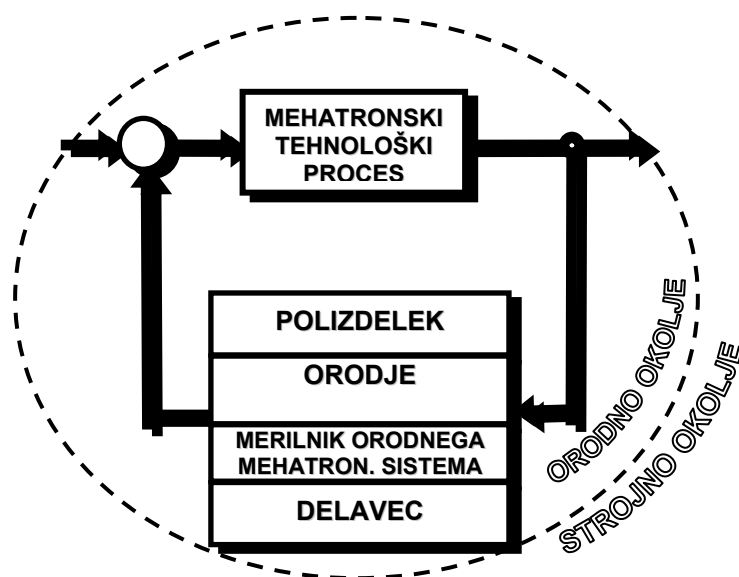 MEHATRONSKI
TEHNOLOŠKI
PROCES
POLIZDELEK
ORODJE
MERILNIK ORODNEGA
MEHATRON. SISTEMA
DELAVEC
ORODNO OKOLJE
STROJNO OKOLJE